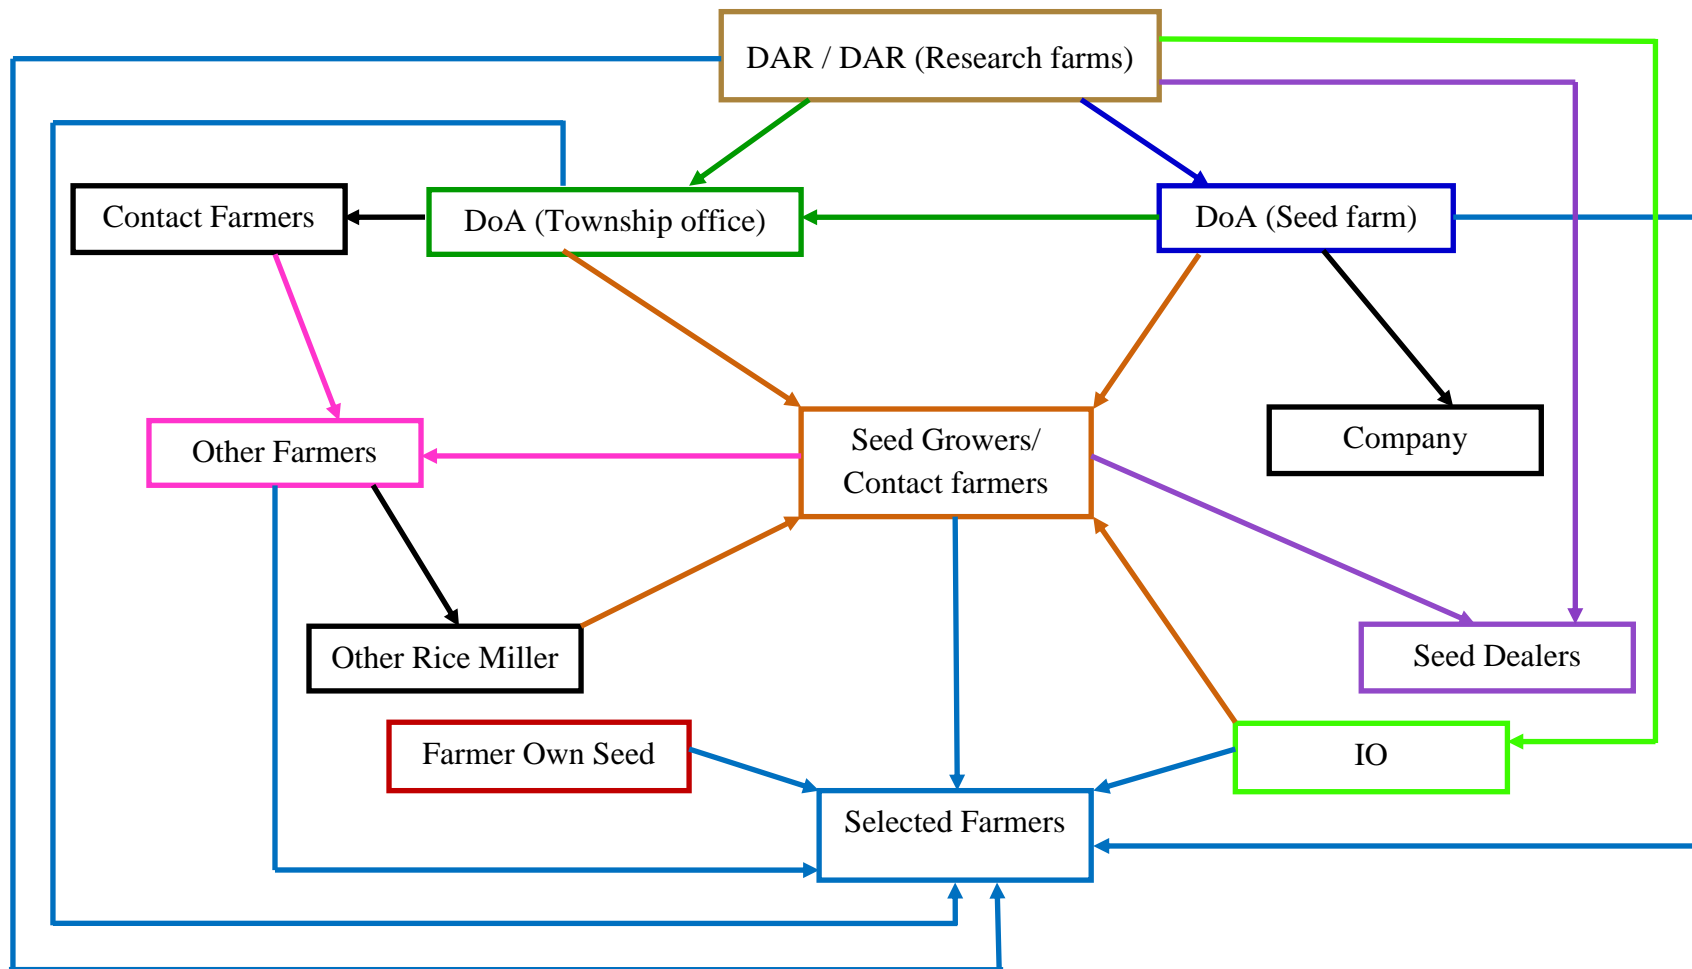 DAR / DAR (Research farms)
Contact Farmers
DoA (Township office)
DoA (Seed farm)
Other Farmers
Seed Growers/
Contact farmers
Company
Other Rice Miller
Seed Dealers
Farmer Own Seed
IO
Selected Farmers